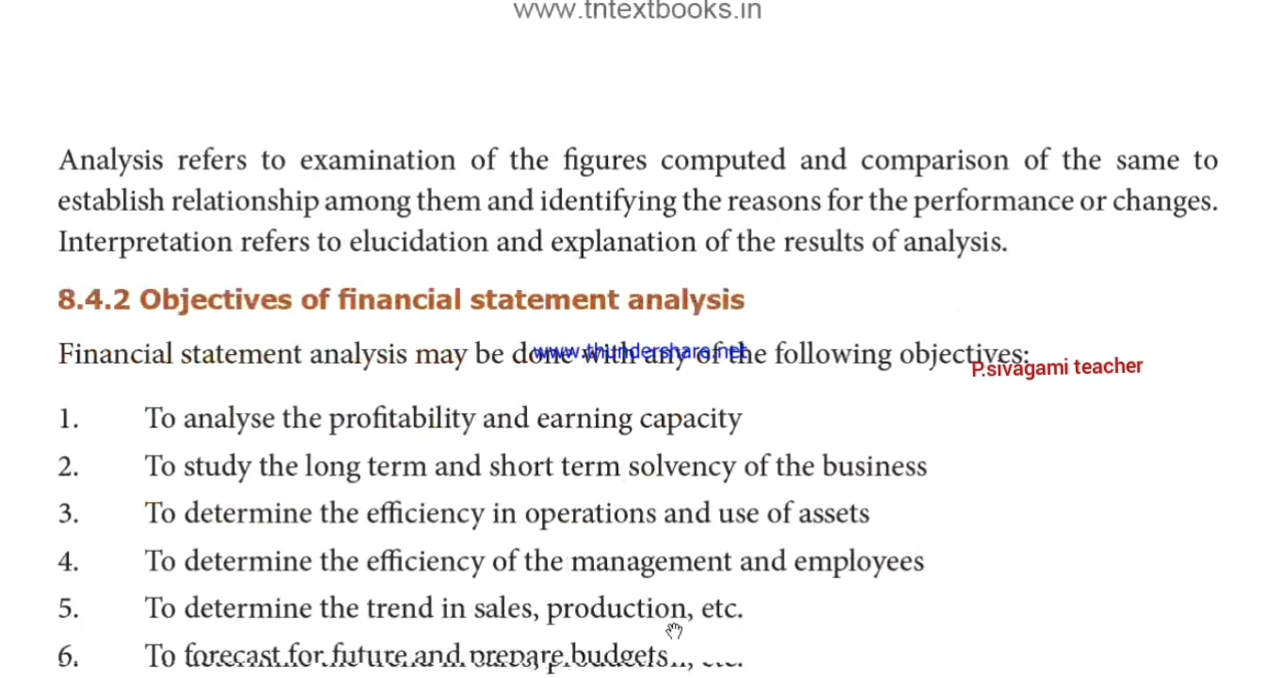 www.tntextbooks.in
Analysis refers to examination of the figures computed and comparison of the same to
establish relationship among them and identifying the reasons for the performance or changes.
Interpretation refers to elucidation and explanation of the results of analysis.
8.4.2 Objectives of financial statement analysis
Financial statement analysis may be done with any of the following objectives:
www.thundershare.net
P.sivagami teacher
1. To analyse the profitability and earning capacity
2. To study the long term and short term solvency of the business
3. To determine the efficiency in operations and use of assets
4. To determine the efficiency of the management and employees
5. To determine the trend in sales, production, etc.
6. To forecast for future and prepare budgets